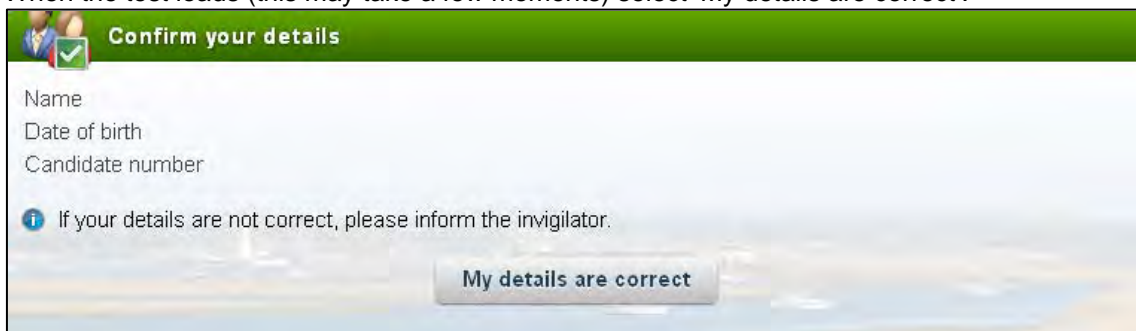 When the test loads (this may take a few moments) select 'My details are correct'.
Confirm your details
Name
Date of birth
Candidate number
If your details are not correct, please inform the invigilator.
My details are correct